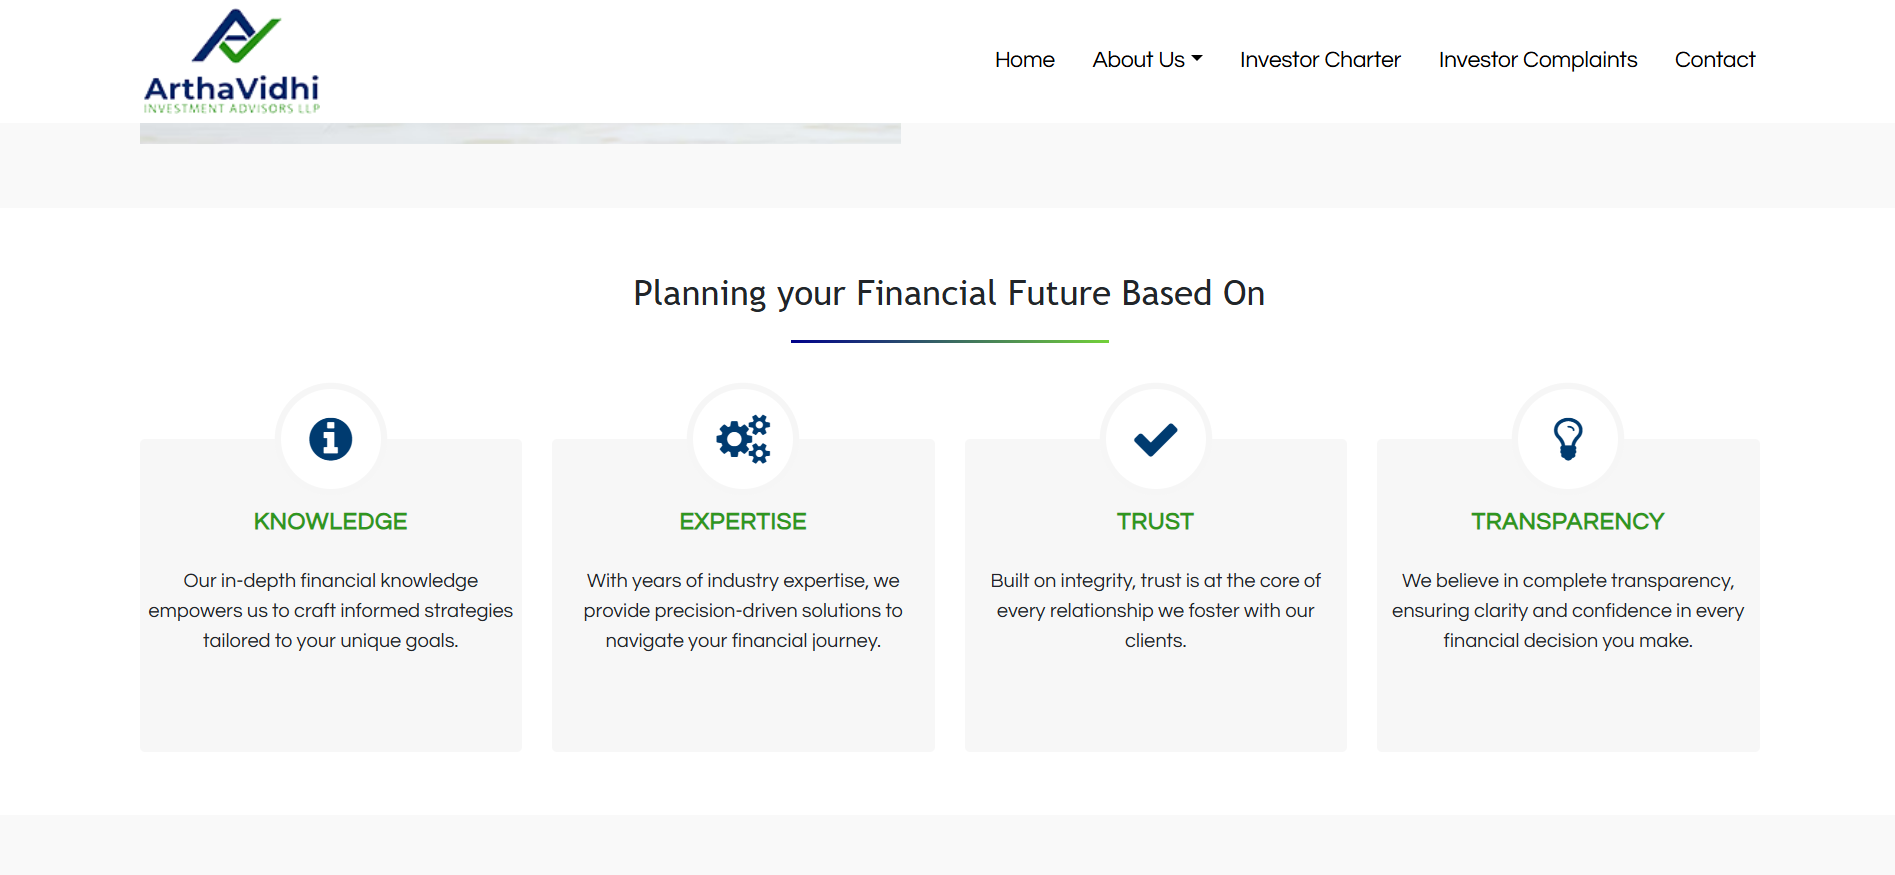 ArthaVidhi
INVESTMENT ADVISORS LLP
Home About Us Investor Charter Investor Complaints Contact
Planning your Financial Future Based On
KNOWLEDGE
Our in-depth financial knowledge
empowers us to craft informed strategies
tailored to your unique goals.
EXPERTISE
With years of industry expertise, we
provide precision-driven solutions to
navigate your financial journey.
TRUST
Built on integrity, trust is at the core of
every relationship we foster with our
clients.
TRANSPARENCY
We believe in complete transparency,
ensuring clarity and confidence in every
financial decision you make.